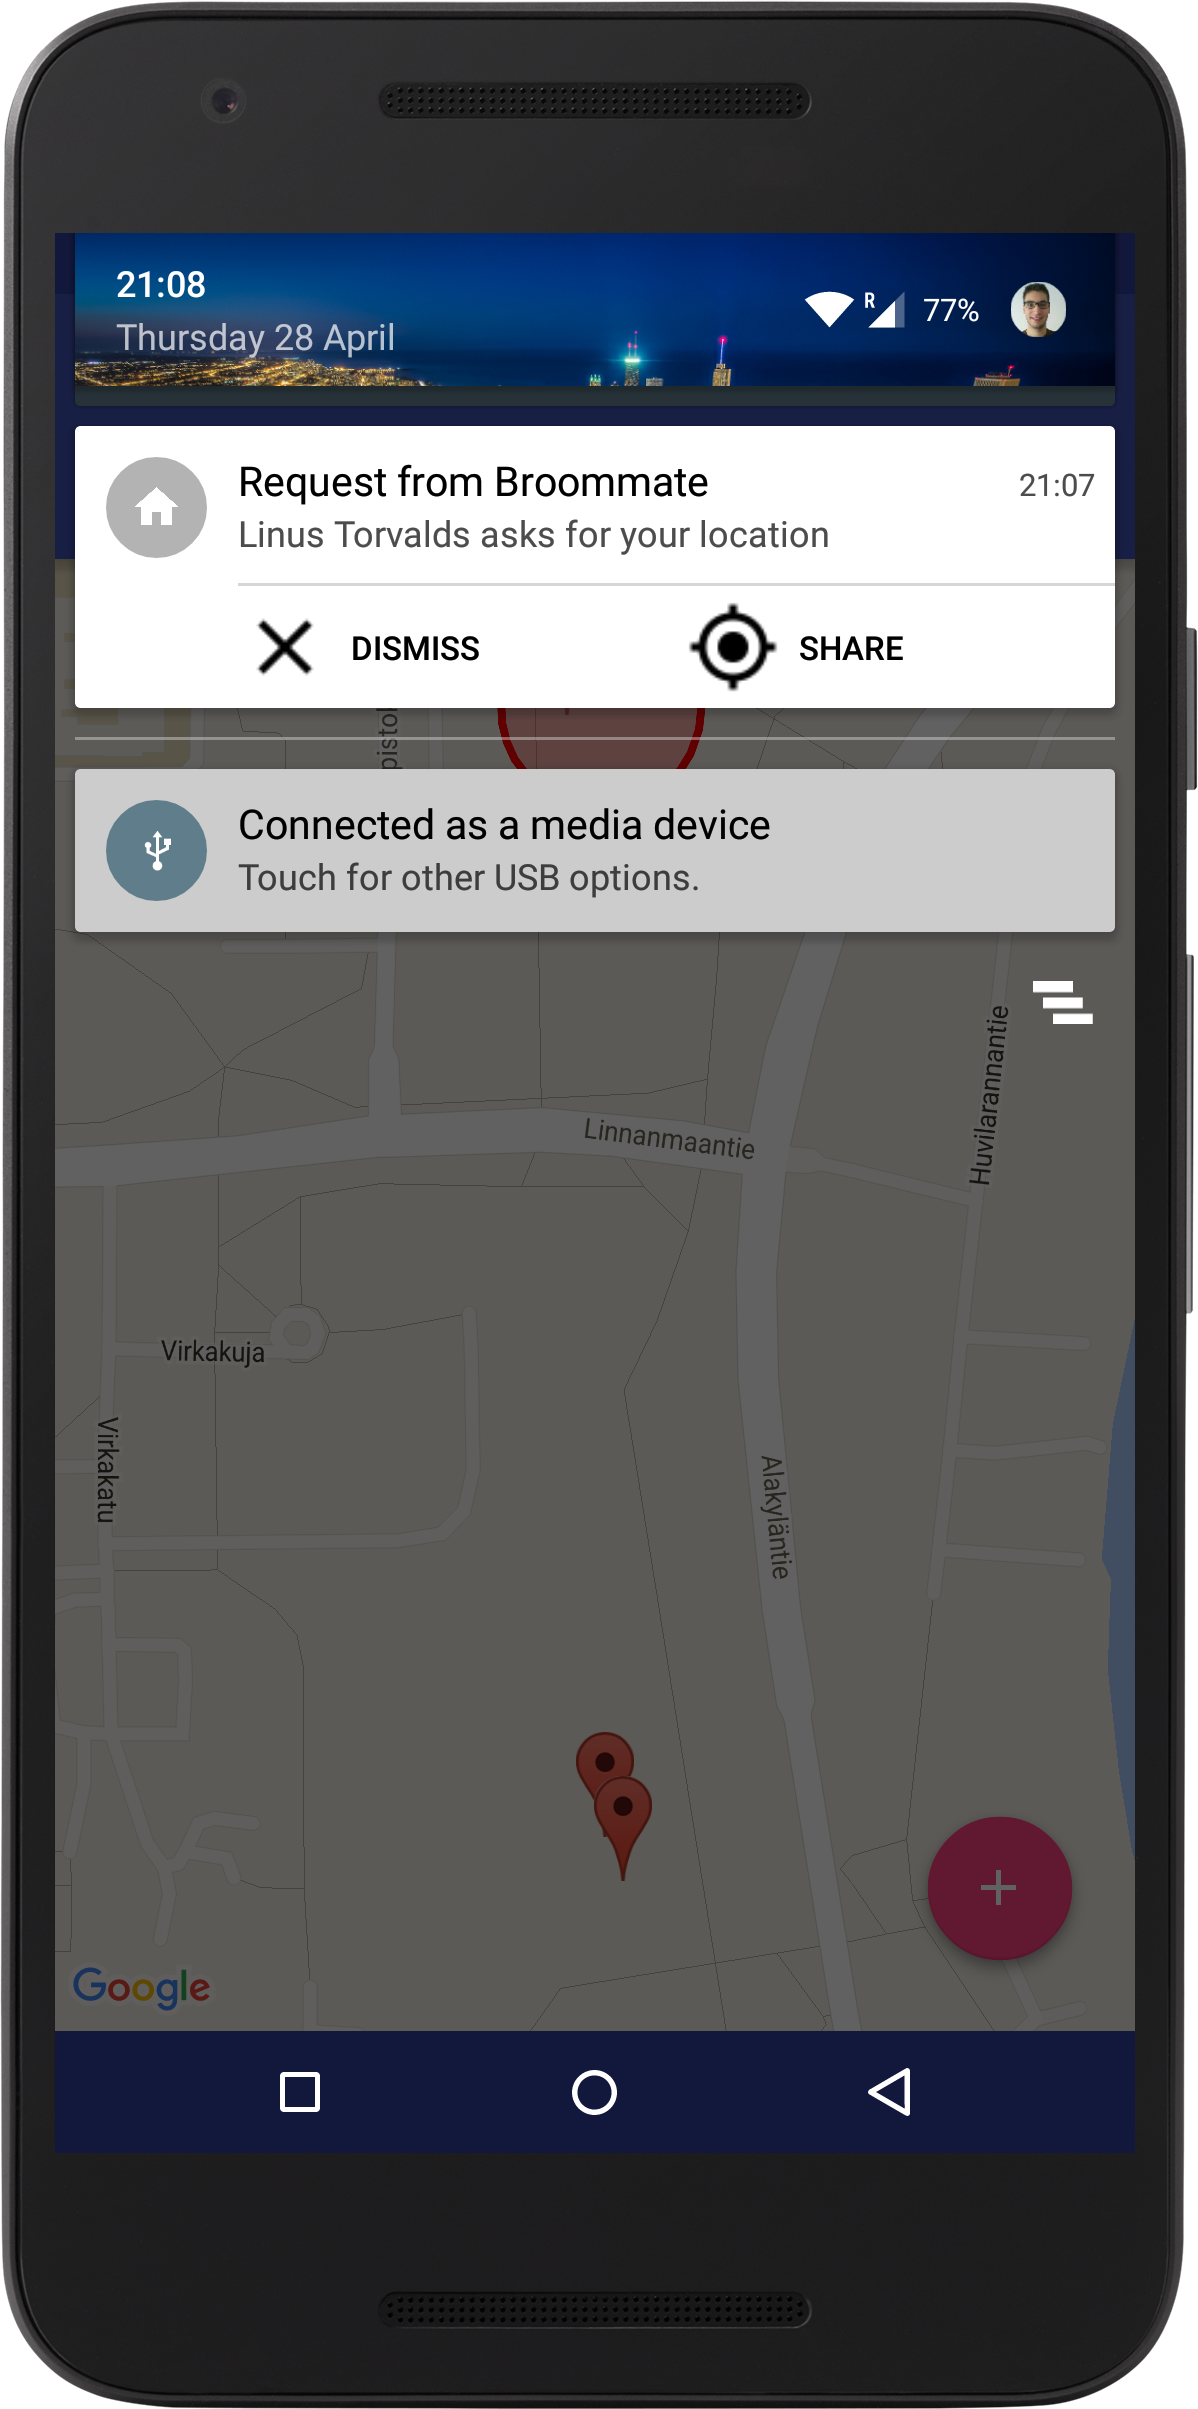 21:08
Thursday 28 April
R
77%
Request from Broommate
21:07
Linus Torvalds asks for your location
DISMISS
SHARE
pistok
Connected as a media device
Touch for other USB options.
Huvilarannantie
Linnanmaantie
Virkakuja
Virkakatu
Alakyläntie
Google